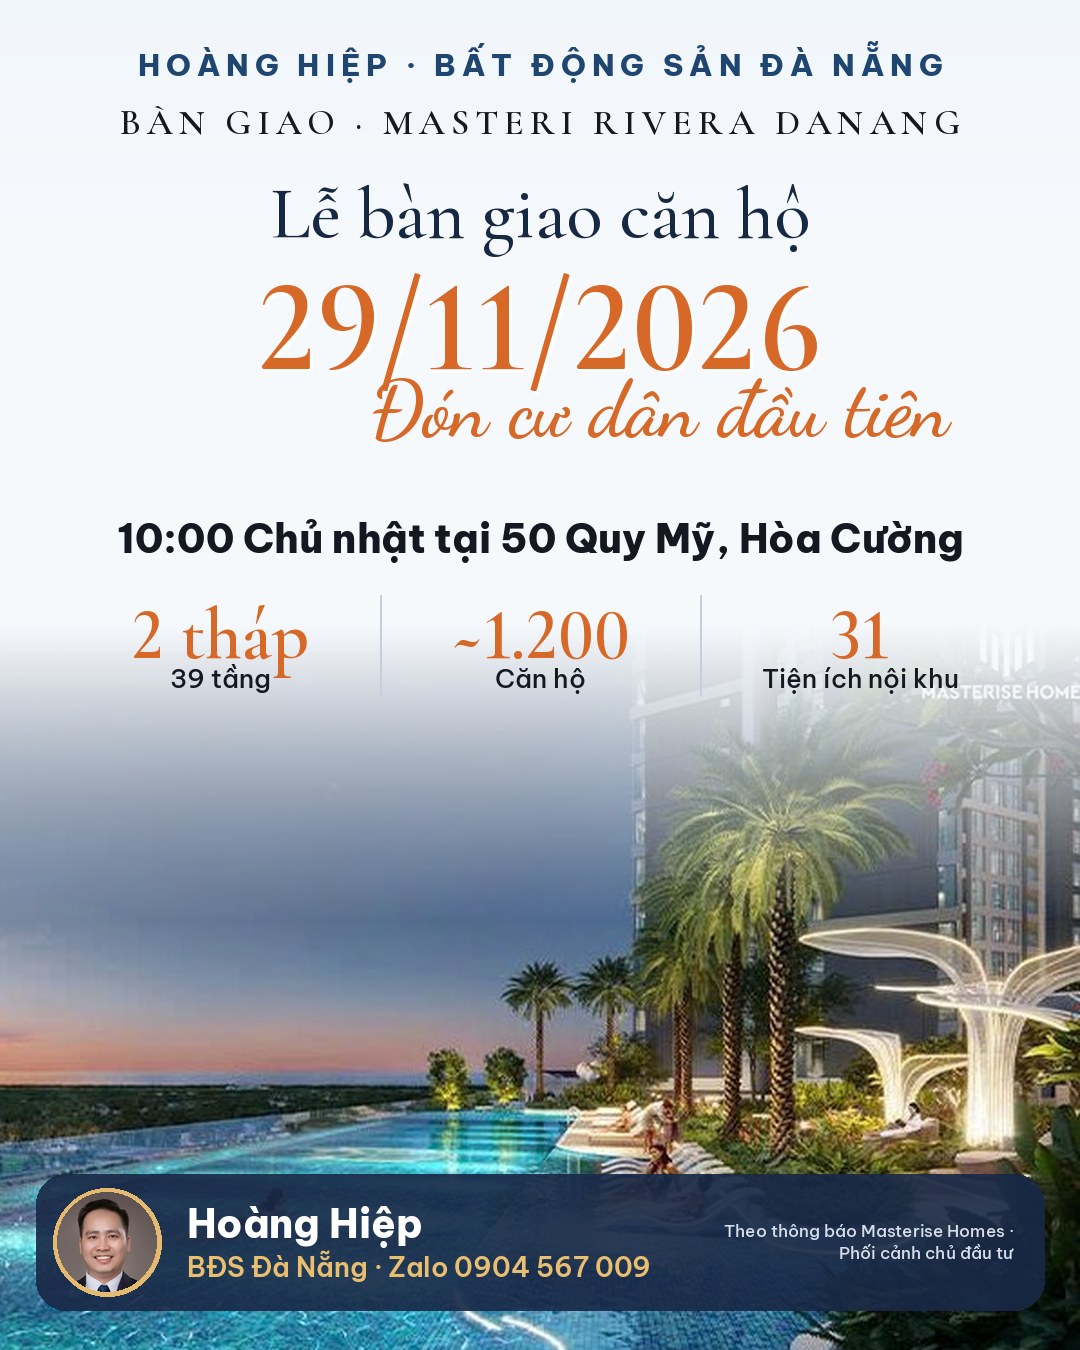 HOÀNG HIỆP · BẤT ĐỘNG SẢN ĐÀ NẴNG
BÀN GIAO · MASTERI RIVERA DANANG
Lễ bàn giao căn hộ
29/11/2026
Đón cư dân đầu tiên
10:00 Chủ nhật tại 50 Quy Mỹ, Hòa Cường
2 tháp
39 tầng
~1.200
Căn hộ
31
Tiện ích nội khu
MASTERISE HOME
Hoàng Hiệp
BĐS Đà Nẵng · Zalo 0904 567 009
Theo thông báo Masterise Homes ·
Phối cảnh chủ đầu tư